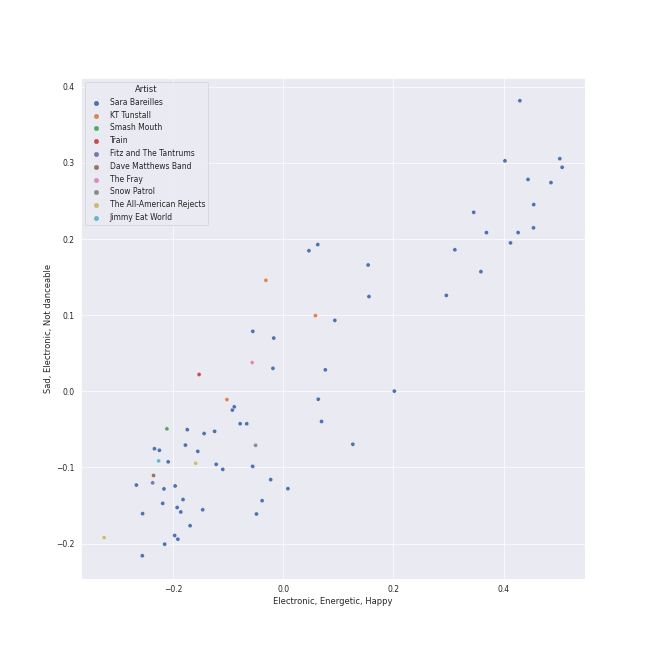 Artist
Sara Bareilles
KT Tunstall
Smash Mouth
Train
Fitz and The Tantrums
Dave Matthews Band
The Fray
Snow Patrol
The All-American Rejects
Jimmy Eat World
0.4
0.3
0.2
0.1
0.0
−0.1
−0.2
Sad, Electronic, Not danceable
−0.2 0.0 0.2 0.4
Electronic, Energetic, Happy